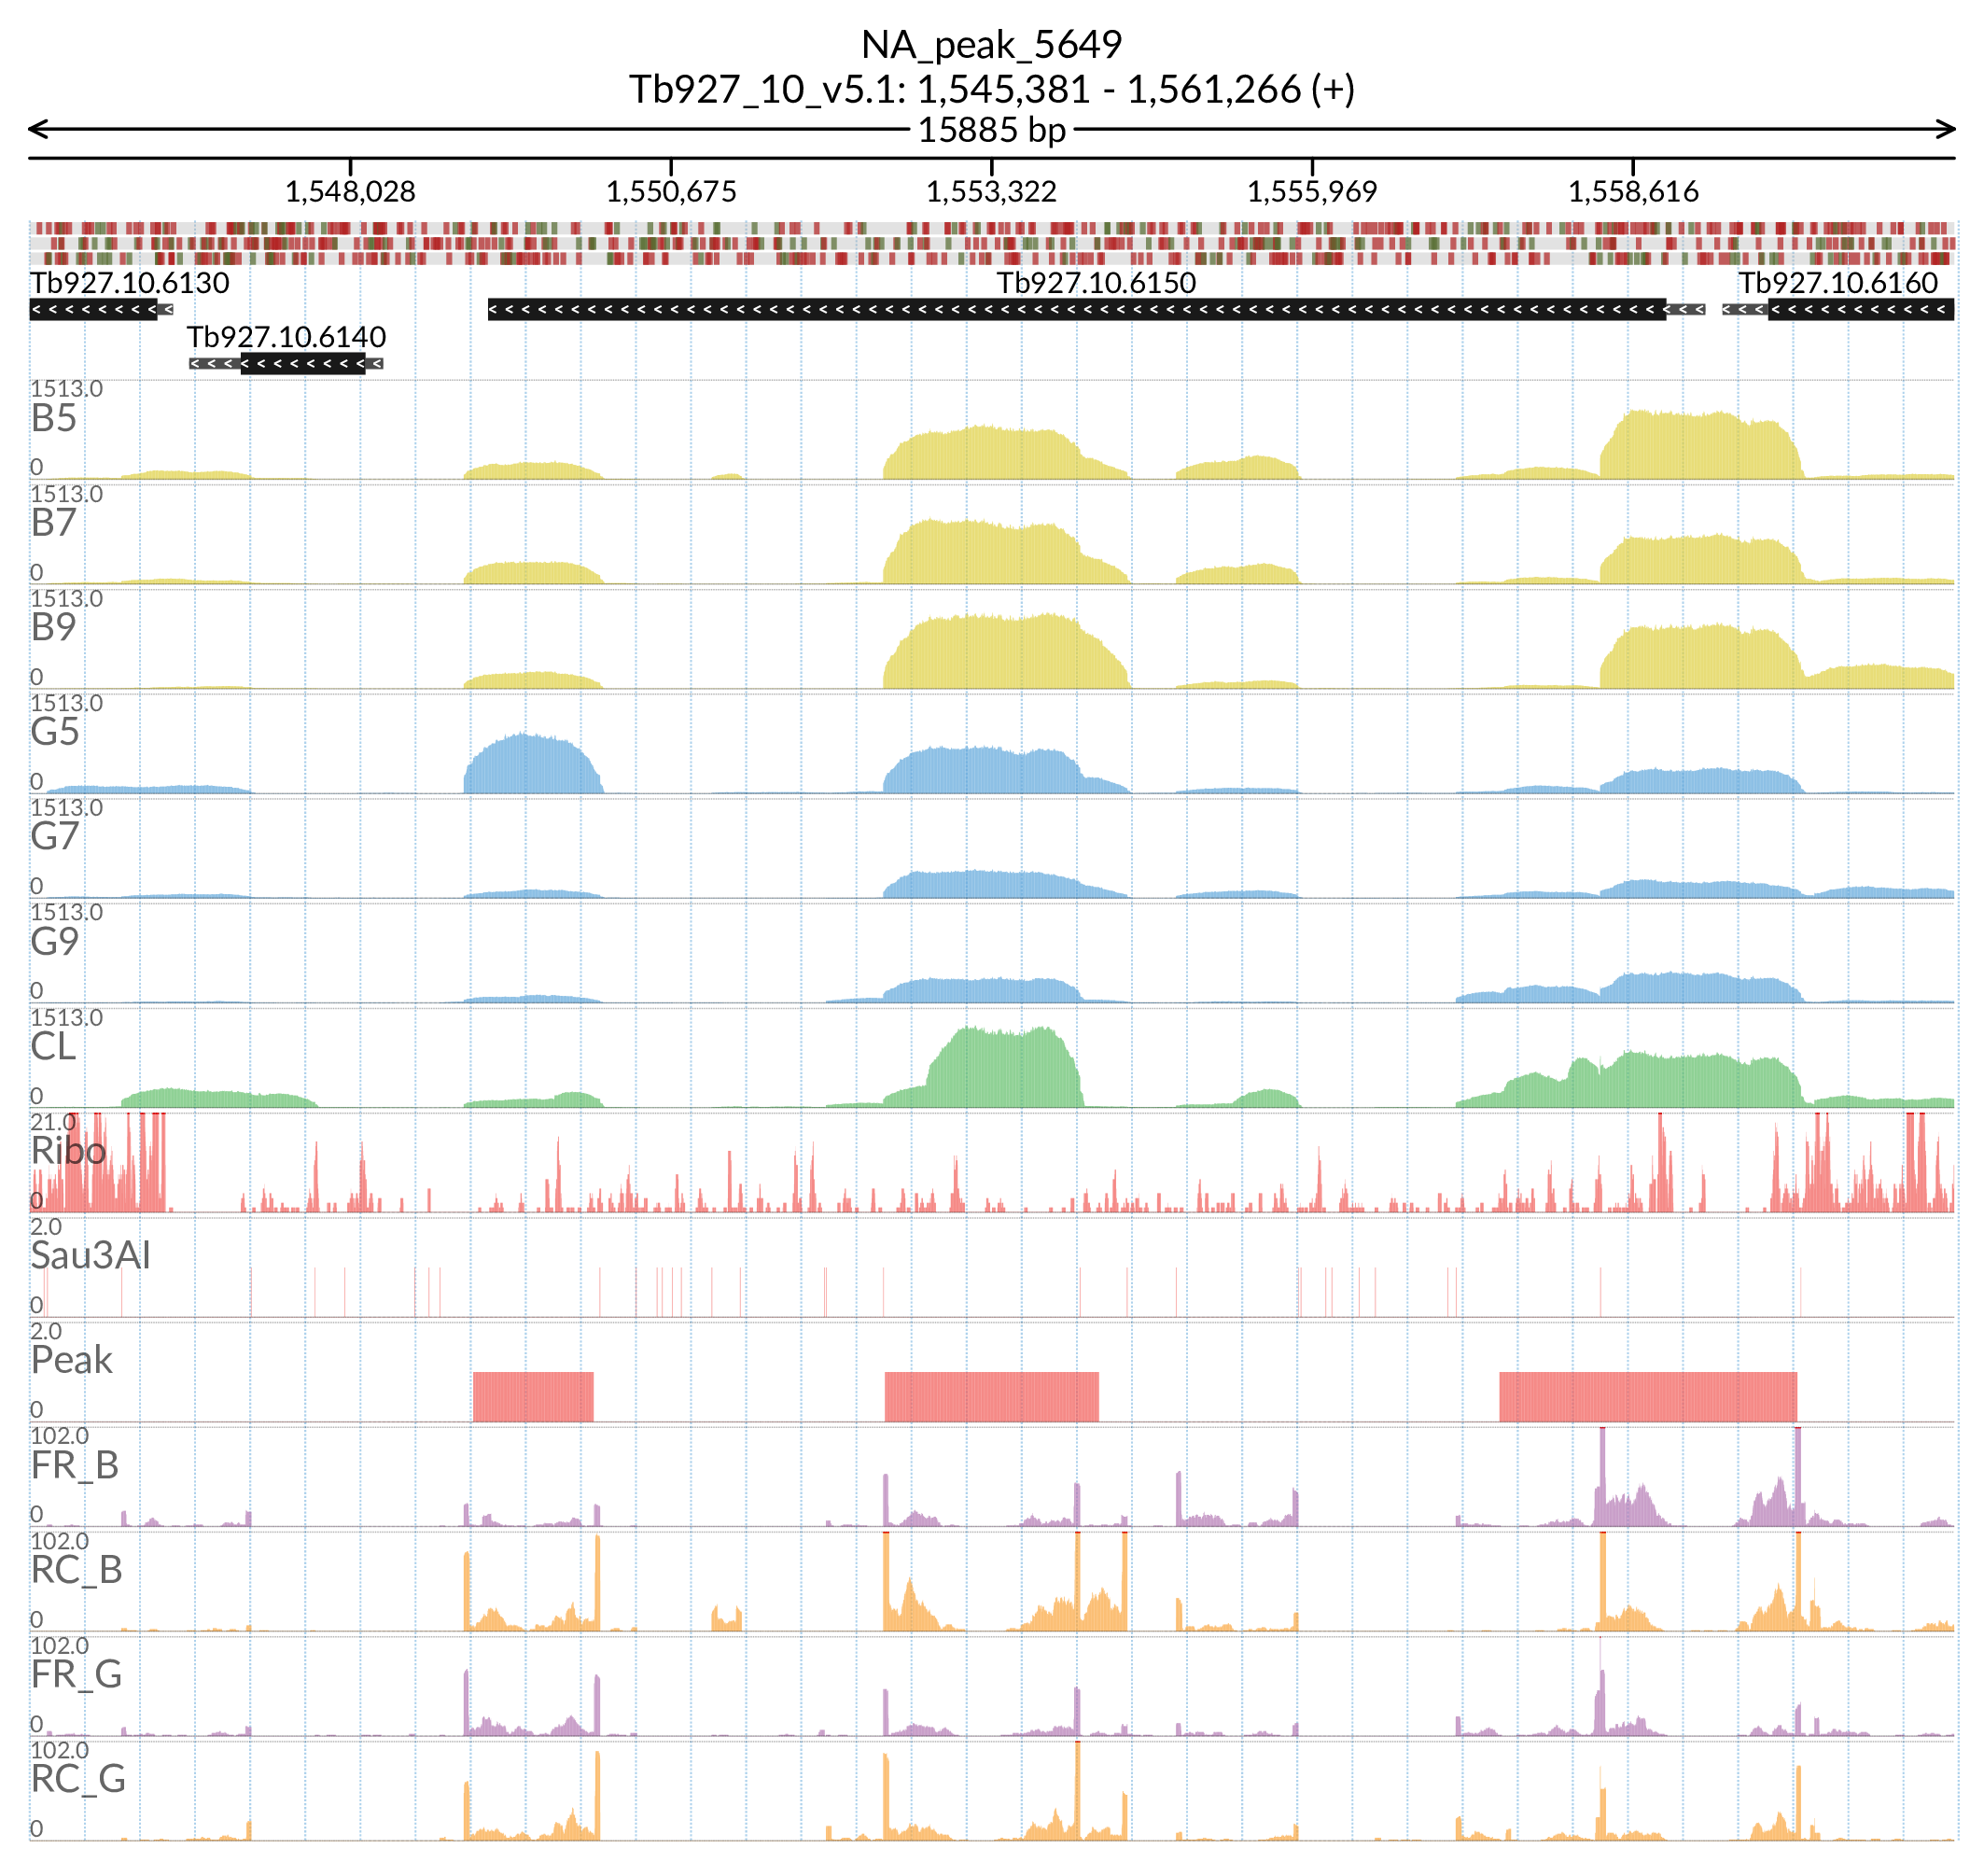 NA_peak_5649
Tb927_10_v5.1: 1,545,381 - 1,561,266 (+)
15885 bp
1,548,028 1,550,675 1,553,322 1,555,969 1,558,616
Tb927.10.6130 Tb927.10.6150 Tb927.10.6160
Tb927.10.6140
1513.0
B5
0
1513.0
B7
0
1513.0
B9
0
1513.0
G5
0
1513.0
G7
0
1513.0
G9
0
1513.0
CL
0
21.0
Ribo
0
2.0
Sau3AI
0
2.0
Peak
0
102.0
FR_B
0
102.0
RC_B
0
102.0
FR_G
0
102.0
RC_G
0